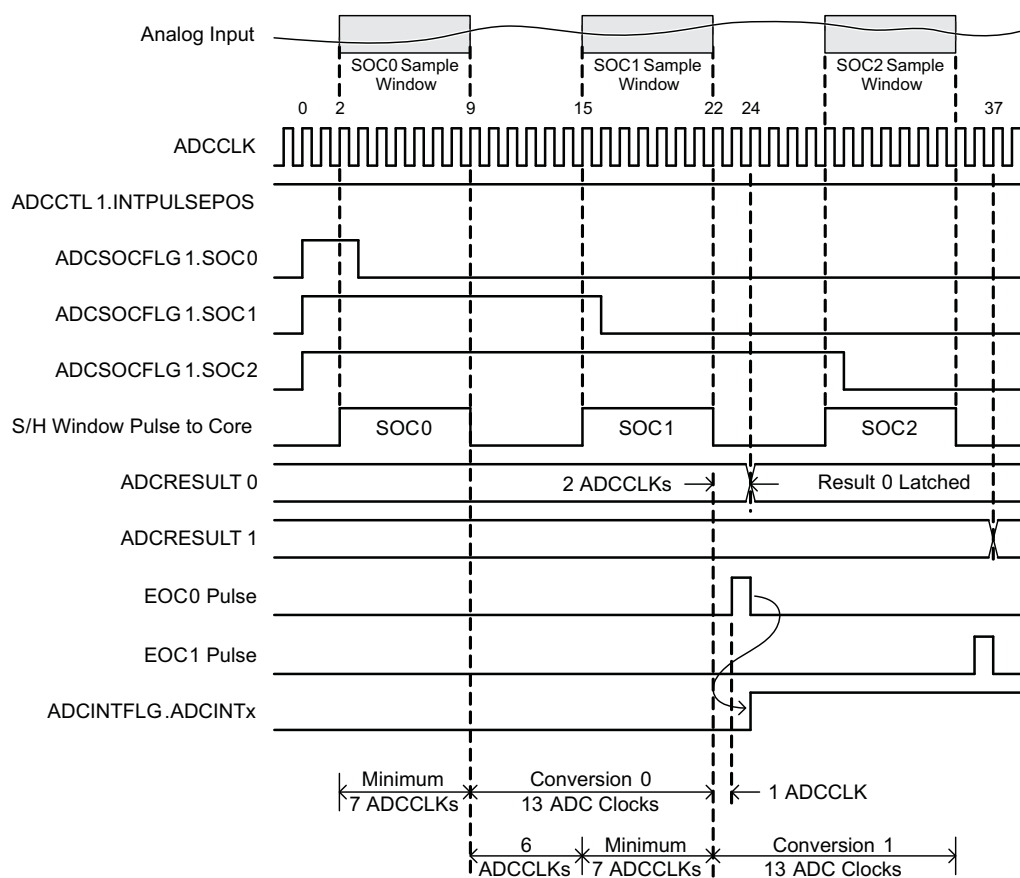 Analog Input
SOC0 Sample
Window
SOC1 Sample
Window
SOC2 Sample
Window
0 2 9 15 22 24 37
ADCCLK
ADCCTL 1.INTPULSEPOS
ADCSOCFLG 1.SOC0
ADCSOCFLG 1.SOC1
ADCSOCFLG 1.SOC2
S/H Window Pulse to Core SOC0 SOC1 SOC2
ADCRESULT 0 2 ADCCLKs Result 0 Latched
ADCRESULT 1
EOC0 Pulse
EOC1 Pulse
ADCINTFLG .ADCINTx
Minimum
7 ADCCLKs
Conversion 0
13 ADC Clocks
1 ADCCLK
6
ADCCLKs
Minimum
7 ADCCLKs
Conversion 1
13 ADC Clocks